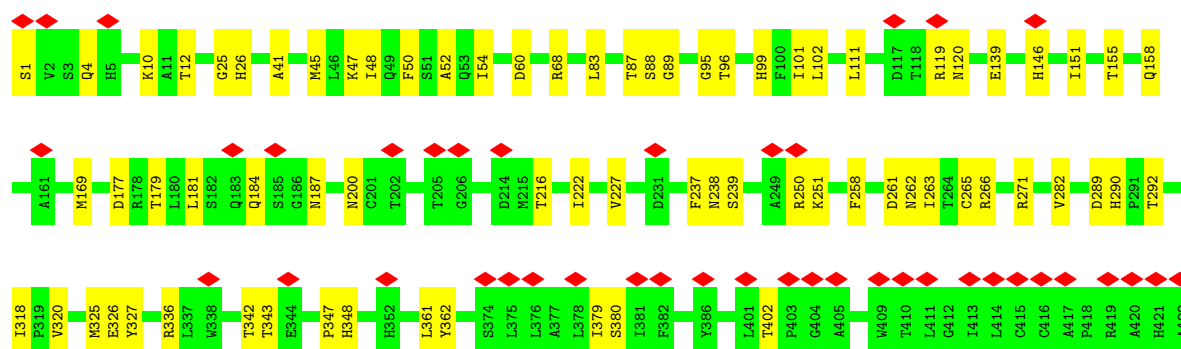 S1 V2 S3 Q4 H5 K10 A11 T12 G25 H26 A41 M45 L46 K47 I48 Q49 F50 S51 A52 Q53 I54 D60 R68 L83 T87 S88 G89 G95 T96 H99 F100 I101 L102 L111 D117 T118 R119 N120 E139 H146 I151 T155 Q158
A161 M169 D177 R178 T179 L180 L181 S182 Q183 Q184 S185 G186 N187 N200 C201 T202 T205 G206 D214 M215 T216 I222 V227 D231 F237 N238 S239 A249 R250 K251 F258 D261 N262 I263 T264 C265 R266 R271 V282 D289 H290 P291 T292
I318 P319 V320 M325 E326 Y327 R336 L337 W338 T342 T343 E344 P347 H348 H352 L361 Y362 S374 L375 L376 A377 L378 I379 S380 I381 F382 Y386 L401 T402 P403 G404 A405 W409 T410 L411 G412 I413 L414 C415 C416 A417 P418 R419 A420 H421